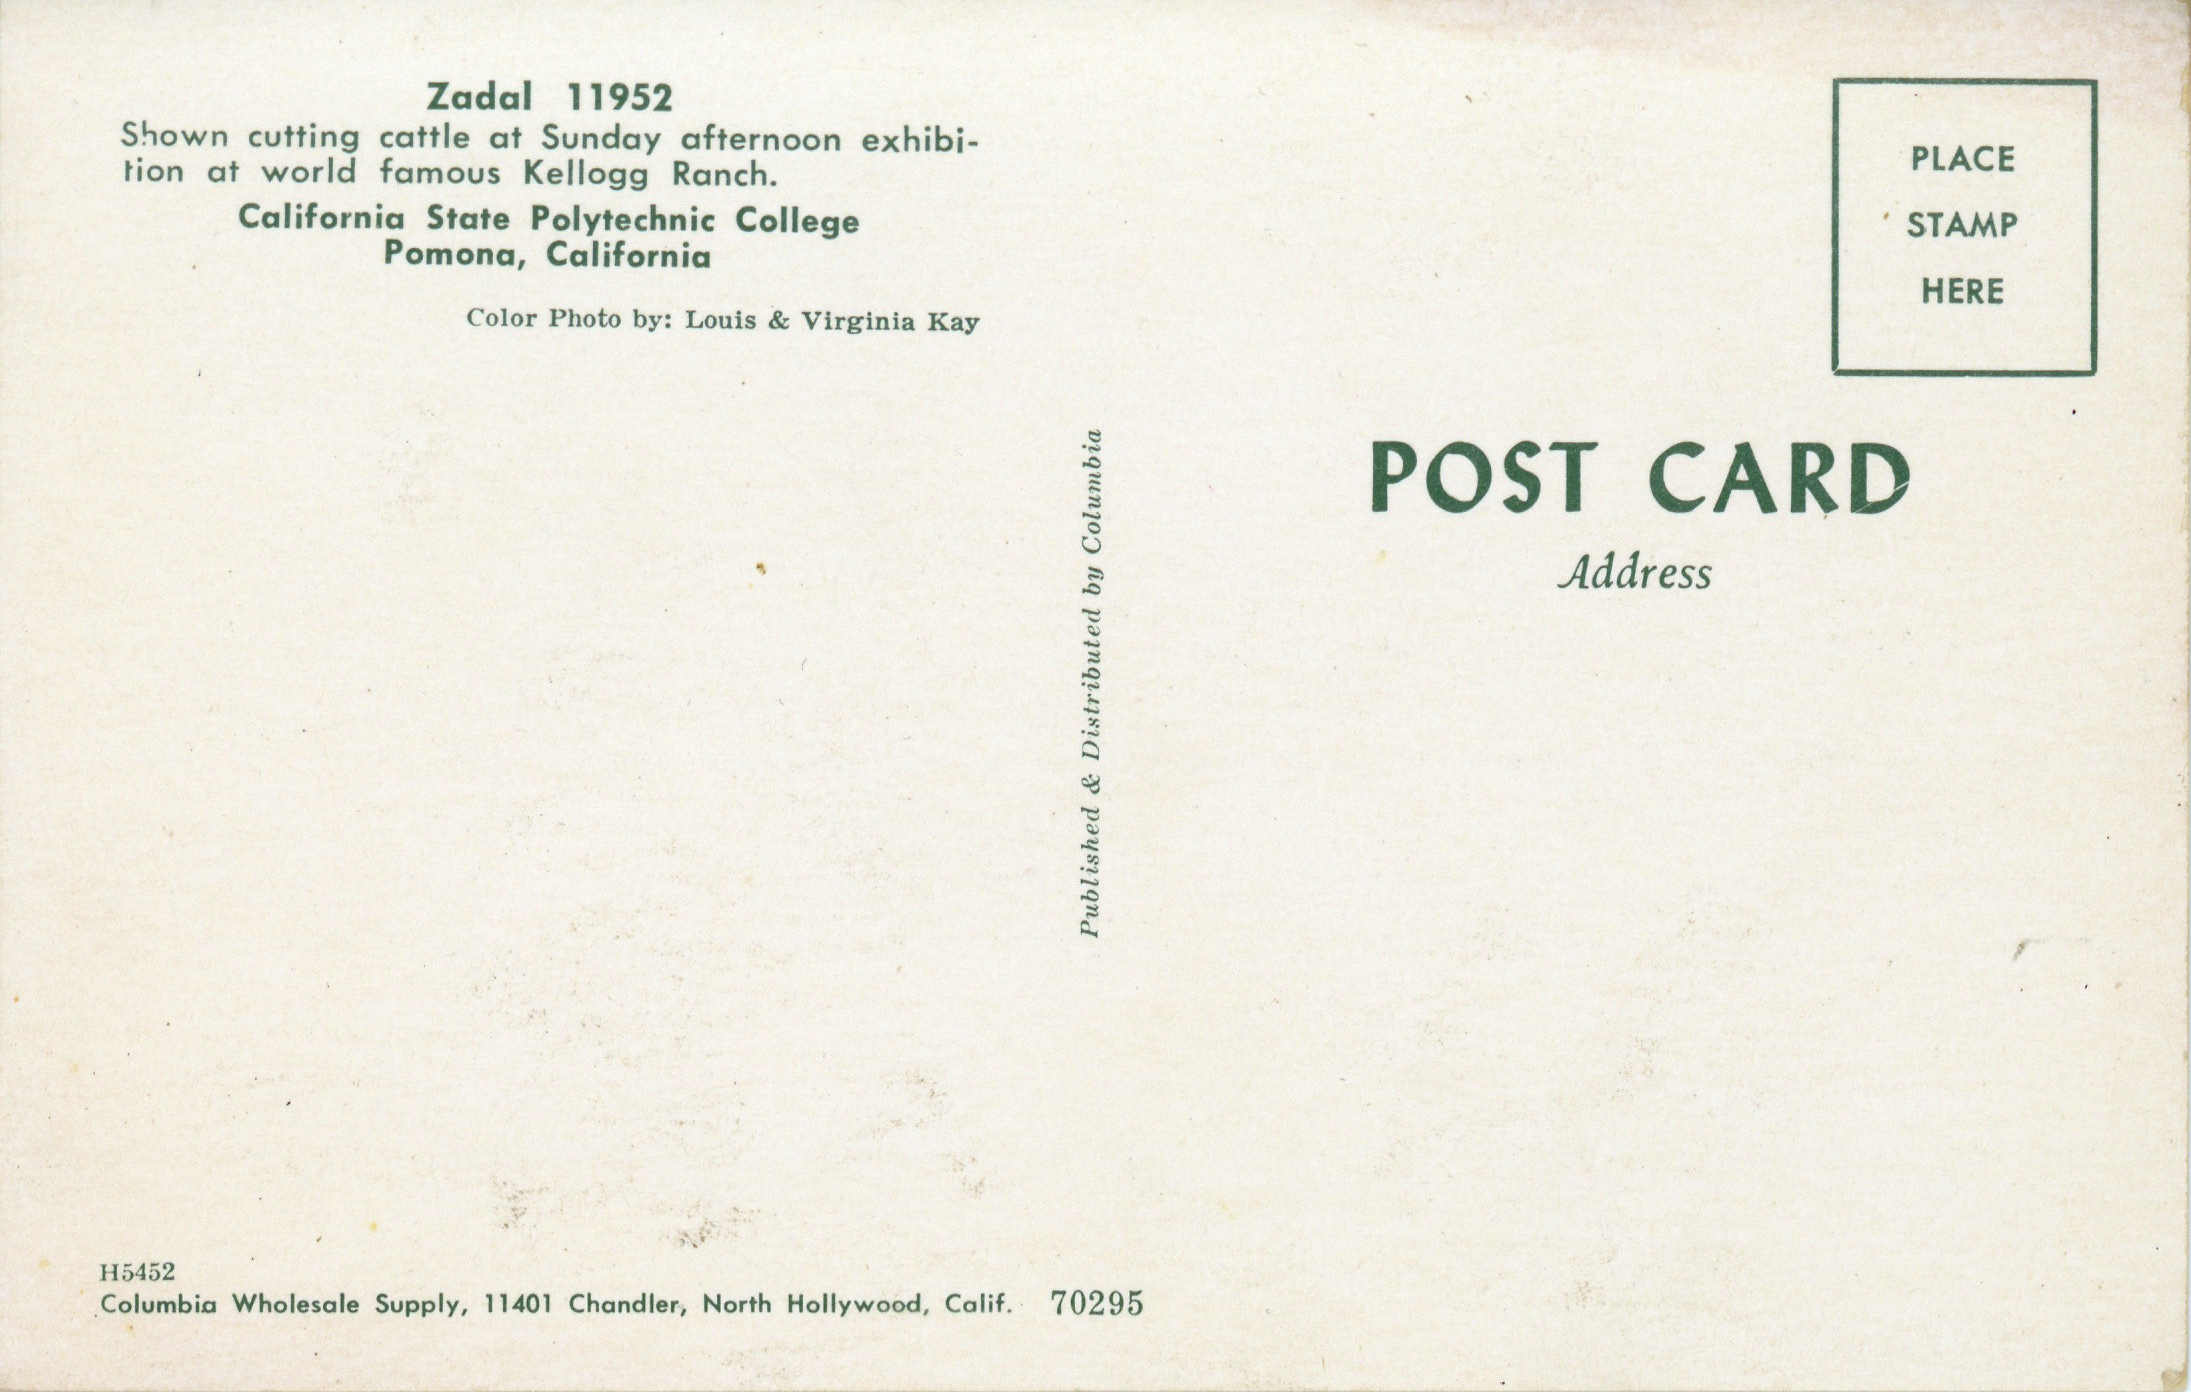 Zadal 11952
Shown cutting cattle at Sunday afternoon exhibi-
tion at world famous Kellogg Ranch.
California State Polytechnic College
Pomona, California
Color Photo by: Louis & Virginia Kay
Published & Distributed by Columbia
H5452
Columbia Wholesale Supply, 11401 Chandler, North Hollywood, Calif. 70295
PLACE
STAMP
HERE
POST CARD
Address